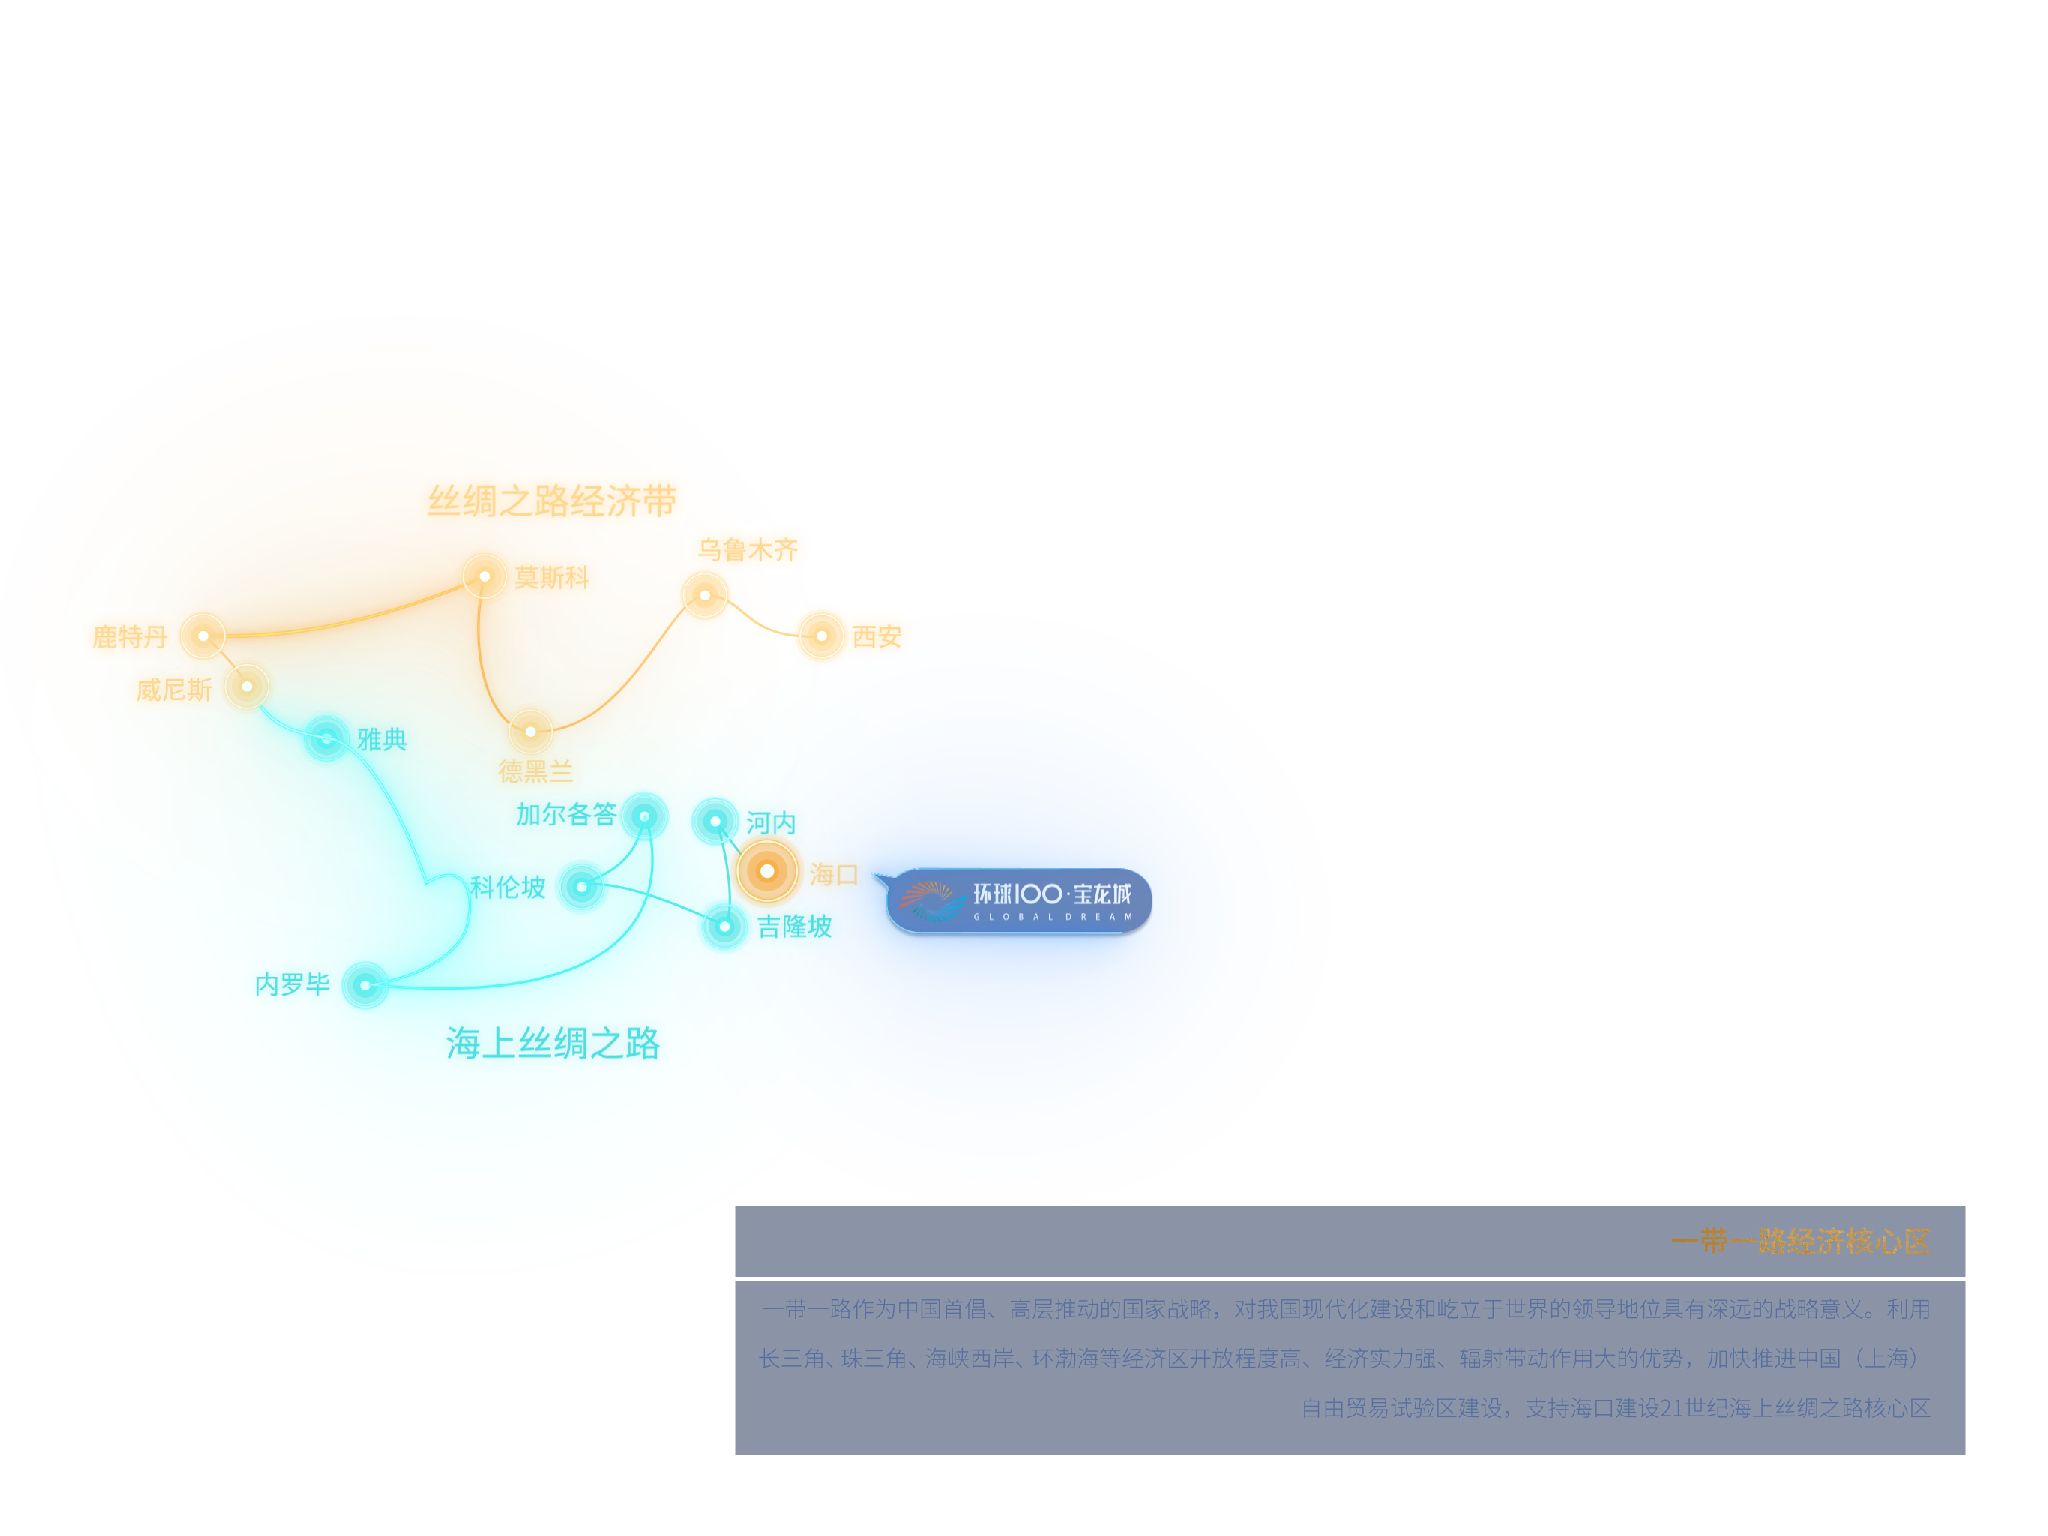 丝绸之路经济带
乌鲁木齐
莫斯科
鹿特丹
西安
威尼斯
雅典
德黑兰
加尔各答
河内
海口
科伦坡
环球100·宝龙城
GLOBAL DREAM
吉隆坡
内罗毕
海上丝绸之路
一带一路经济核心区
一带一路作为中国首倡、高层推动的国家战略，对我国现代化建设和屹立于世界的领导地位具有深远的战略意义。利用
长三角、珠三角、海峡西岸、环渤海等经济区开放程度高、经济实力强、辐射带动作用大的优势，加快推进中国（上海）
自由贸易试验区建设，支持海口建设21世纪海上丝绸之路核心区